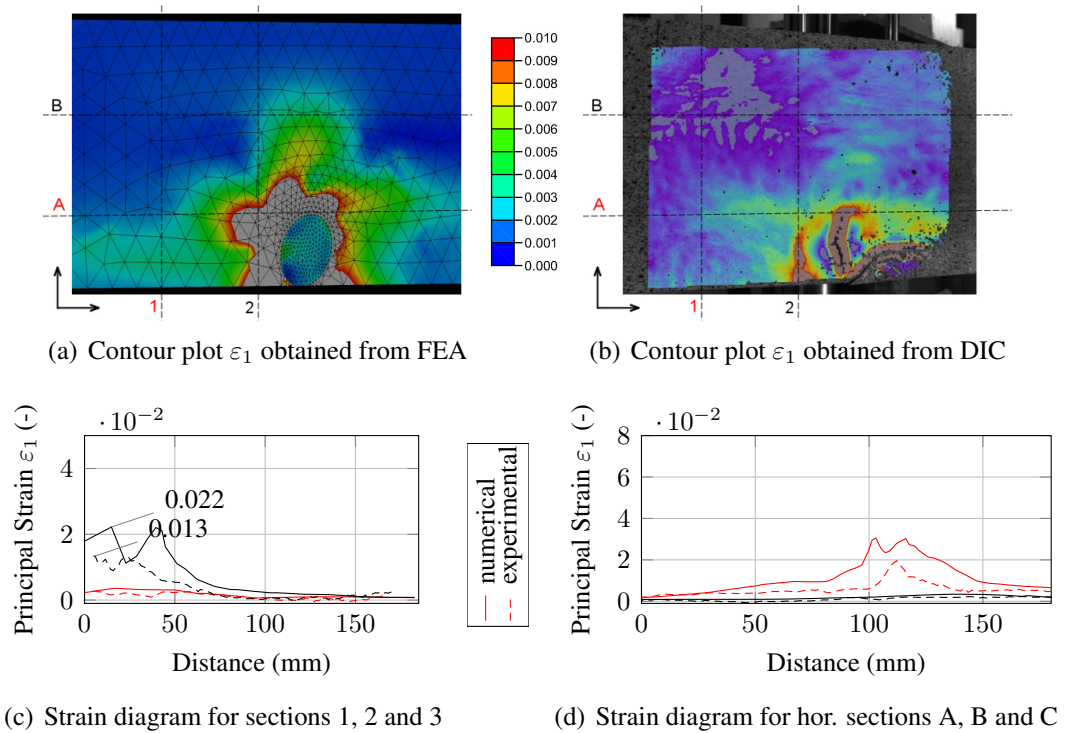 B
A
1
2
0.010
0.009
0.008
0.007
0.006
0.005
0.004
0.003
0.002
0.001
0.000
B
A
1
2
(a) Contour plot ε₁ obtained from FEA
(b) Contour plot ε₁ obtained from DIC
·10⁻²
Principal Strain ε₁ (-)
4
2
0
0.022
0.013
0 50 100 150
Distance (mm)
numerical
experimental
·10⁻²
Principal Strain ε₁ (-)
8
6
4
2
0
0 50 100 150
Distance (mm)
(c) Strain diagram for sections 1, 2 and 3
(d) Strain diagram for hor. sections A, B and C